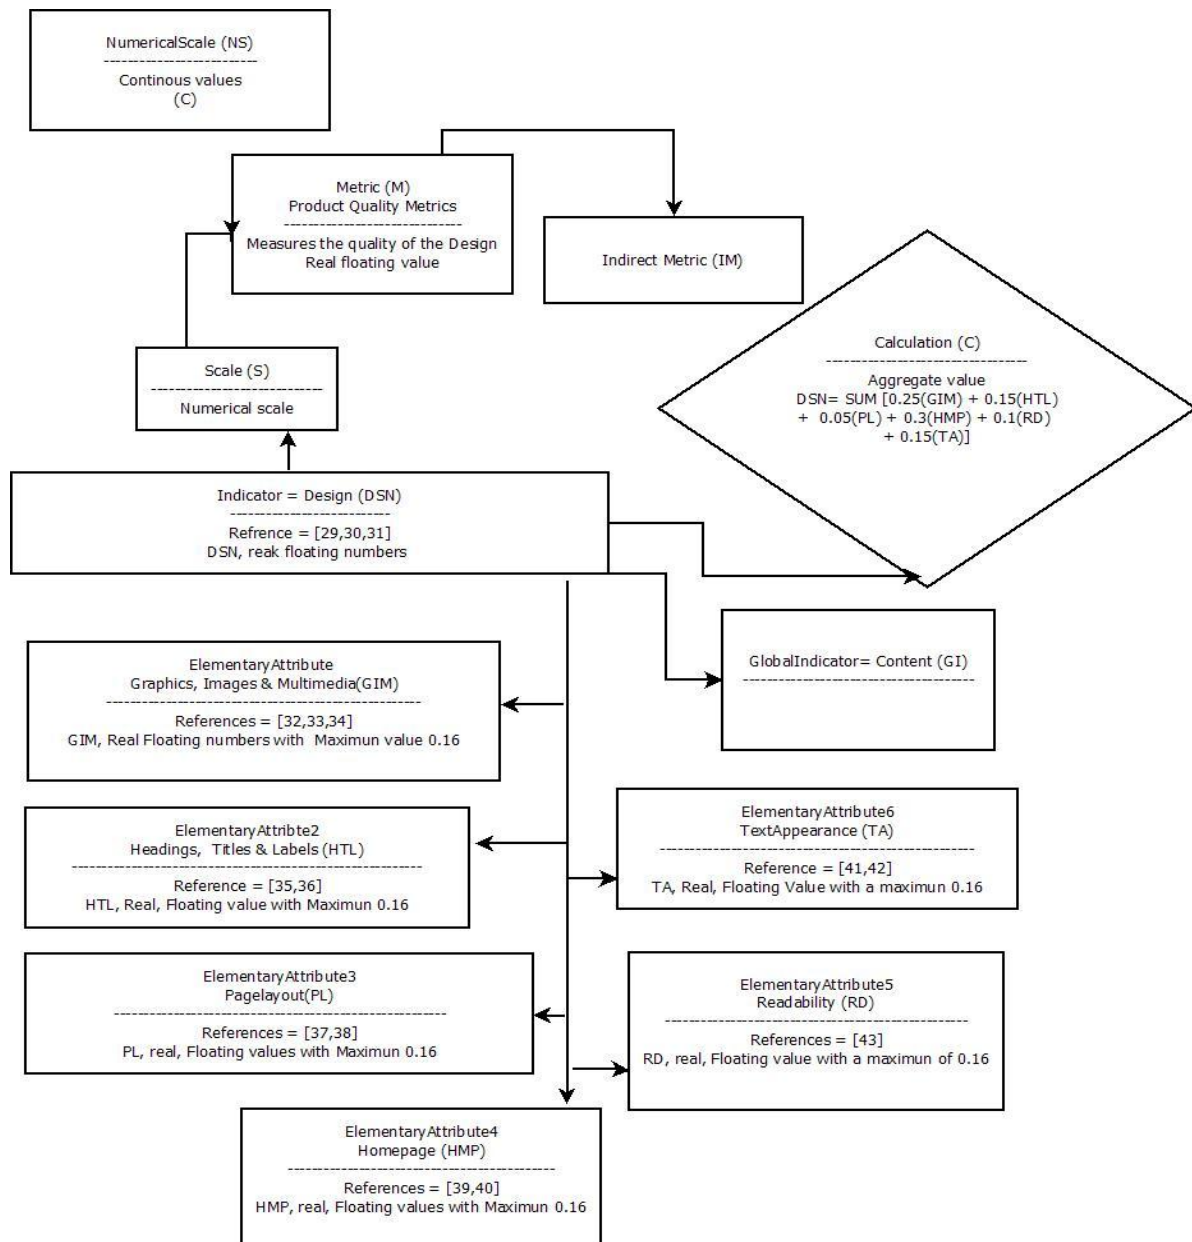 NumericalScale (NS)
--------------------------
Continous values
(C)
Metric (M)
Product Quality Metrics
------------------------------
Measures the quality of the Design
Real floating value
Indirect Metric (IM)
Calculation (C)
----------------------------------
Aggregate value
DSN= SUM [0.25(GIM) + 0.15(HTL)
+ 0.05(PL) + 0.3(HMP) + 0.1(RD)
+ 0.15(TA)]
Scale (S)
-----------------------------
Numerical scale
Indicator = Design (DSN)
---------------------------
Refrence = [29,30,31]
DSN, reak floating numbers
GlobalIndicator= Content (GI)
---------------------------------------
ElementaryAttribute
Graphics, Images & Multimedia(GIM)
-----------------------------------------------------
References = [32,33,34]
GIM, Real Floating numbers with Maximun value 0.16
ElementaryAttribte2
Headings, Titles & Labels (HTL)
-----------------------------------------------------------
Reference = [35,36]
HTL, Real, Floating value with Maximun 0.16
ElementaryAttribute6
TextAppearance (TA)
-----------------------------------------------------
Reference = [41,42]
TA, Real, Floating Value with a maximun 0.16
ElementaryAttribute3
Pagelayout(PL)
--------------------------------------------------------
References = [37,38]
PL, real, Floating values with Maximun 0.16
ElementaryAttribute5
Readability (RD)
---------------------------------------------------
References = [43]
RD, real, Floating value with a maximun of 0.16
ElementaryAttribute4
Homepage (HMP)
---------------------------------------------
References = [39,40]
HMP, real, Floating values with Maximun 0.16